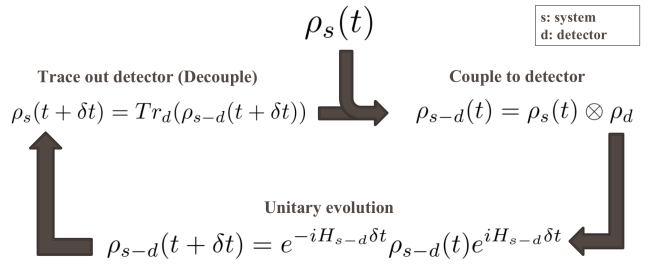 ρ_s(t)
s: system
d: detector
Trace out detector (Decouple)
Couple to detector
ρ_s(t + δt) = Tr_d(ρ_{s−d}(t + δt))
ρ_{s−d}(t) = ρ_s(t) ⊗ ρ_d
Unitary evolution
ρ_{s−d}(t + δt) = e^{−iH_{s−d}δt}ρ_{s−d}(t)e^{iH_{s−d}δt}